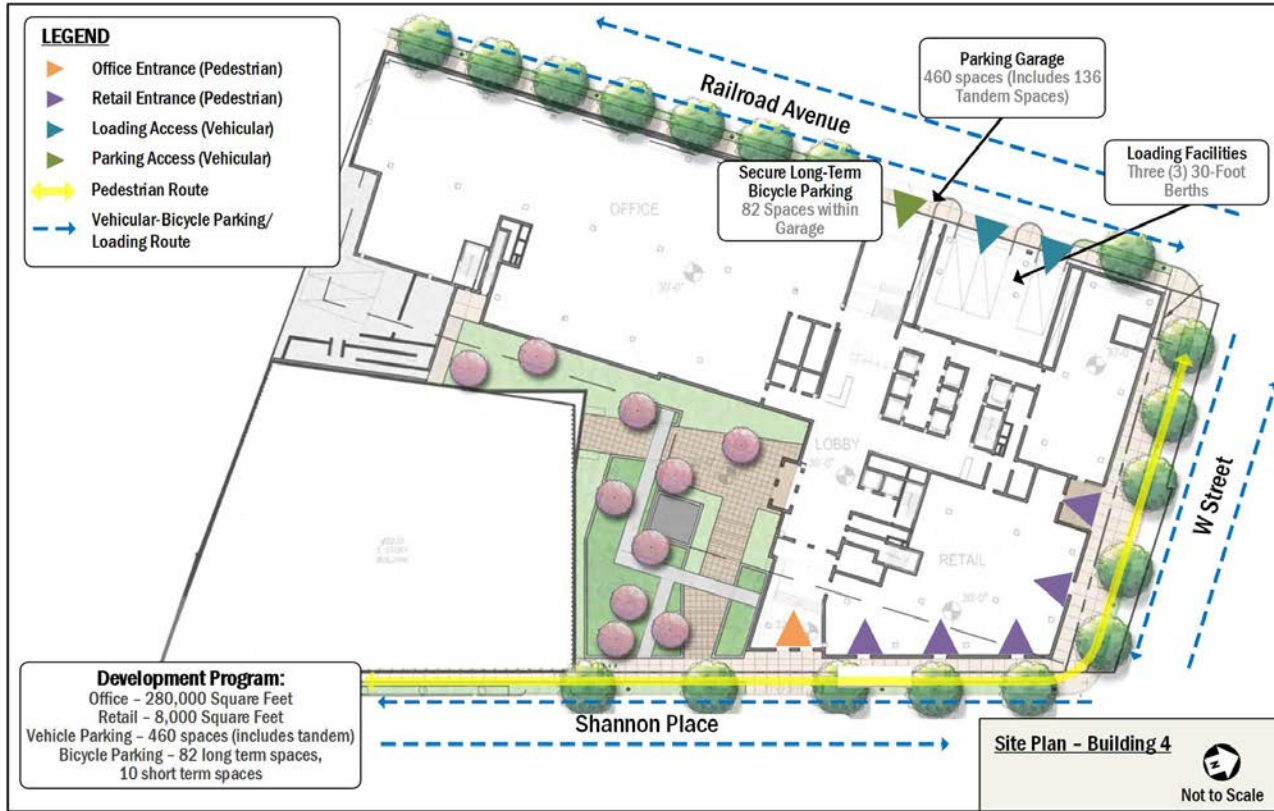 LEGEND
Office Entrance (Pedestrian)
Retail Entrance (Pedestrian)
Loading Access (Vehicular)
Parking Access (Vehicular)
Pedestrian Route
Vehicular-Bicycle Parking/
Loading Route
Railroad Avenue
Parking Garage
460 spaces (Includes 136
Tandem Spaces)
Loading Facilities
Three (3) 30-Foot
Berths
Secure Long-Term
Bicycle Parking
82 Spaces within
Garage
OFFICE
30'-0"
LOBBY
RETAIL
W Street
Shannon Place
Development Program:
Office – 280,000 Square Feet
Retail – 8,000 Square Feet
Vehicle Parking – 460 spaces (includes tandem)
Bicycle Parking – 82 long term spaces,
10 short term spaces
Site Plan – Building 4
N
Not to Scale